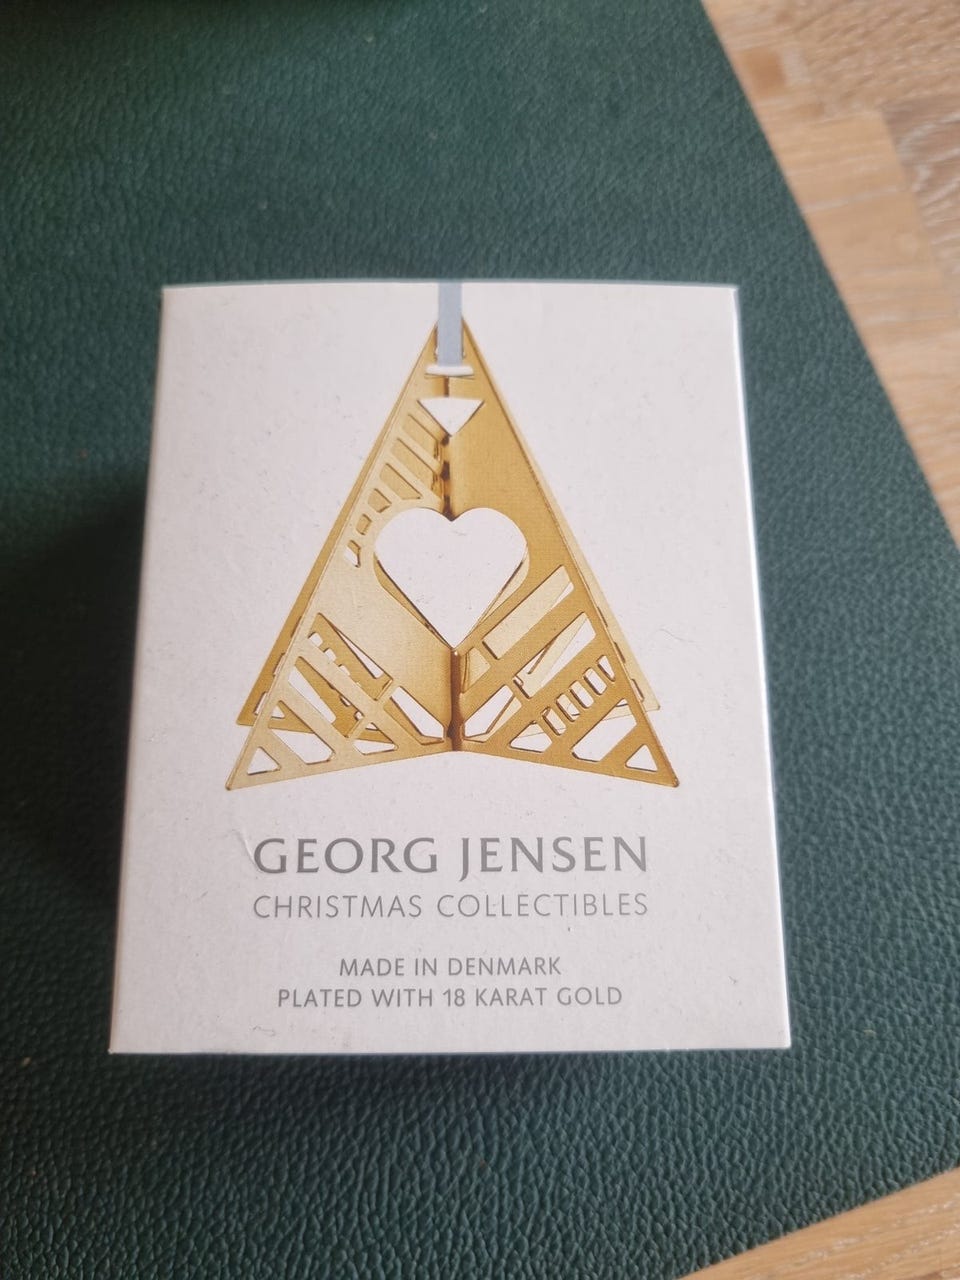 GEORG JENSEN
CHRISTMAS COLLECTIBLES
MADE IN DENMARK
PLATED WITH 18 KARAT GOLD